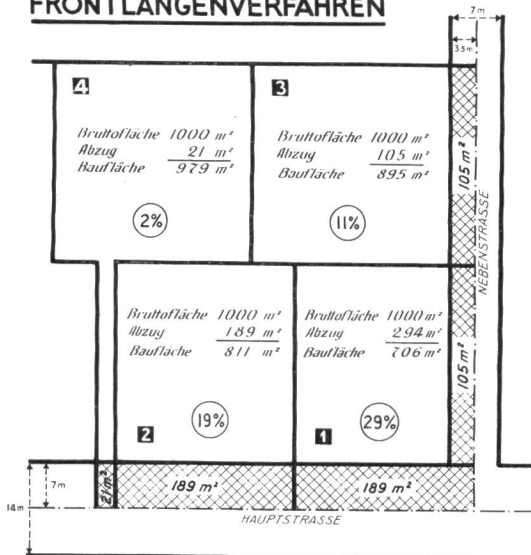 FRONTLÄNGENVERFAHREN
7m
3.5m
4
Bruttofläche 1000 m²
Abzug 21 m²
Baufläche 979 m²
2%
3
Bruttofläche 1000 m²
Abzug 105 m²
Baufläche 895 m²
11%
105 m²
NEBENSTRASSE
Bruttofläche 1000 m²
Abzug 189 m²
Baufläche 811 m²
19%
2
Bruttofläche 1000 m²
Abzug 294 m²
Baufläche 706 m²
29%
1
105 m²
14m
7m
21 m²
189 m²
189 m²
HAUPTSTRASSE